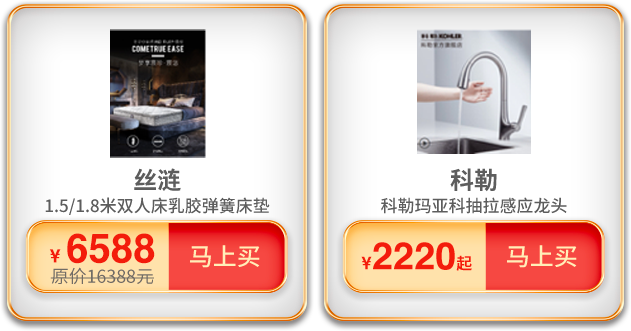 COMETRUE EASE
丝涟
1.5/1.8米双人床乳胶弹簧床垫
¥6588
原价16388元
马上买
科勒 KOHLER
科勒
科勒玛亚科抽拉感应龙头
¥2220起
马上买